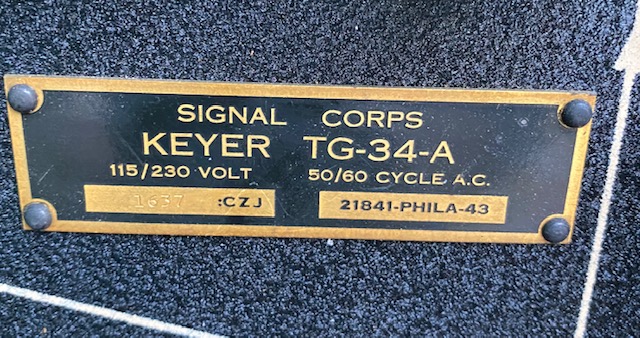 SIGNAL CORPS
KEYER TG-34-A
115/230 VOLT 50/60 CYCLE A.C.
1637 :CZJ 21841-PHILA-43